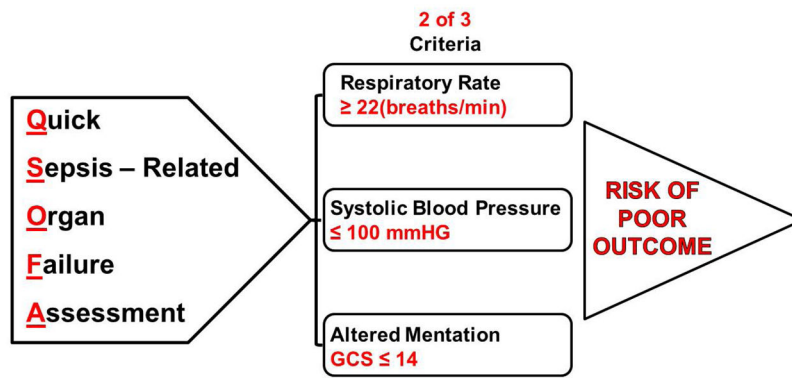 Quick
Sepsis – Related
Organ
Failure
Assessment
2 of 3
Criteria
Respiratory Rate
≥ 22(breaths/min)
Systolic Blood Pressure
≤ 100 mmHG
Altered Mentation
GCS ≤ 14
RISK OF
POOR
OUTCOME